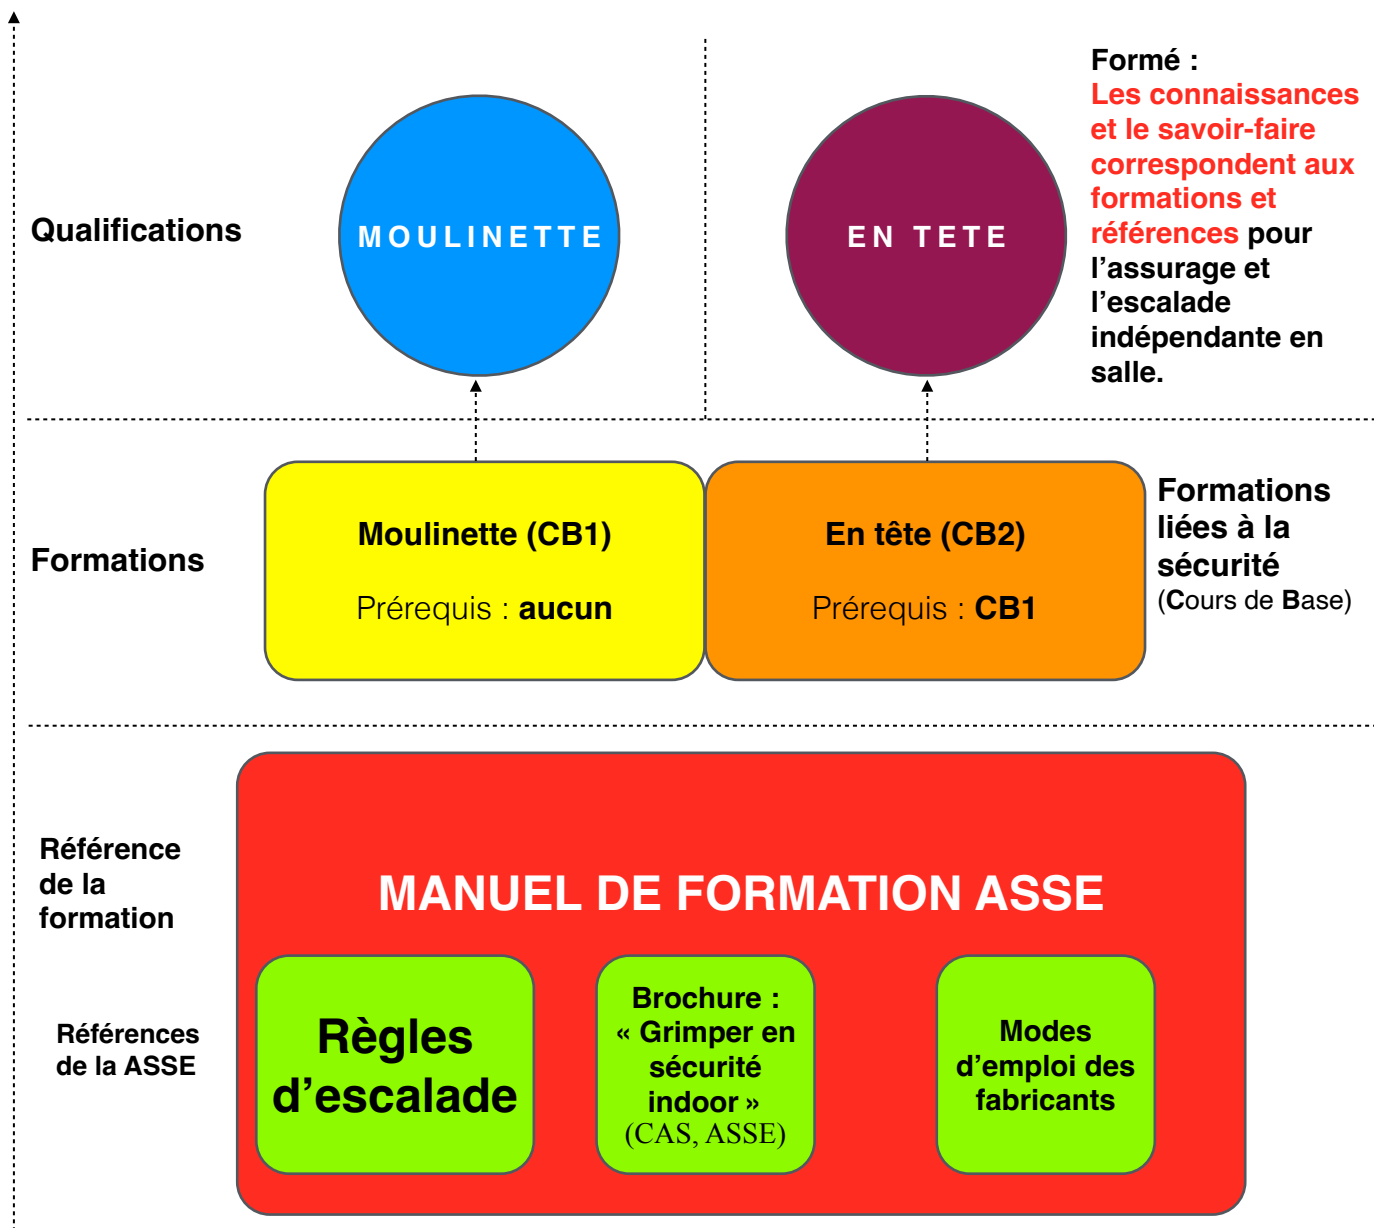 Qualifications
MOULINETTE
EN TETE
Formé :
Les connaissances
et le savoir-faire
correspondent aux
formations et
références pour
l’assurage et
l’escalade
indépendante en
salle.
Formations
Moulinette (CB1)
Prérequis : aucun
En tête (CB2)
Prérequis : CB1
Formations
liées à la
sécurité
(Cours de Base)
Référence
de la
formation
MANUEL DE FORMATION ASSE
Références
de la ASSE
Règles
d’escalade
Brochure :
« Grimper en
sécurité
indoor »
(CAS, ASSE)
Modes
d’emploi des
fabricants